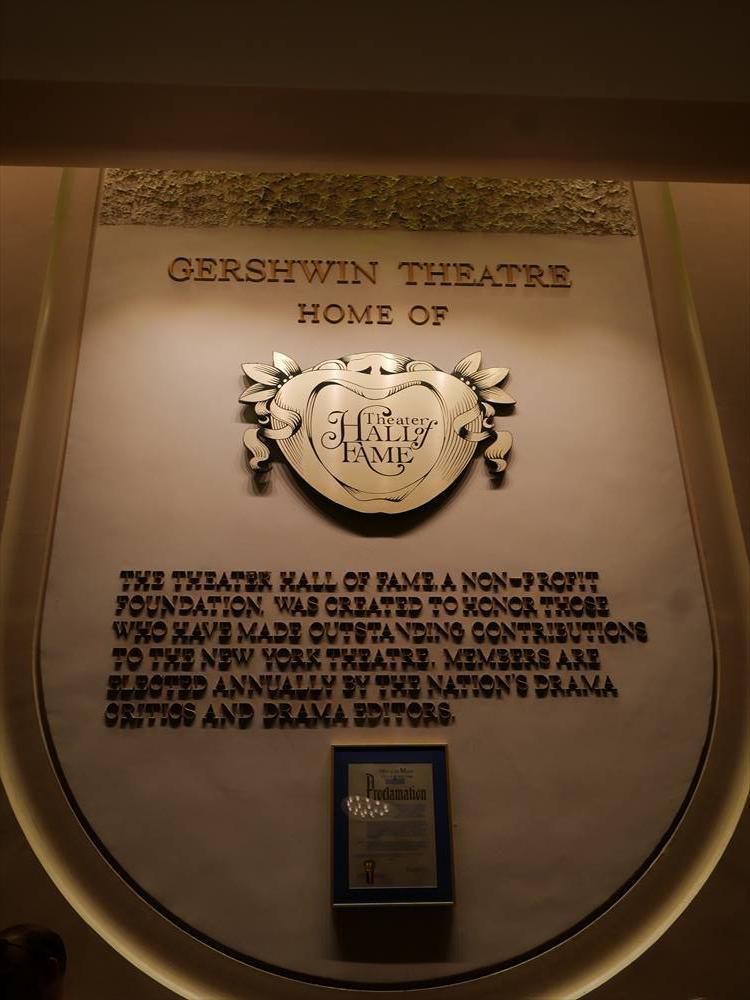 GERSHWIN THEATRE
HOME OF
Theater
HALL of
FAME
THE THEATER HALL OF FAME, A NON-PROFIT
FOUNDATION, WAS CREATED TO HONOR THOSE
WHO HAVE MADE OUTSTANDING CONTRIBUTIONS
TO THE NEW YORK THEATRE. MEMBERS ARE
ELECTED ANNUALLY BY THE NATION'S DRAMA
CRITICS AND DRAMA EDITORS.
Proclamation